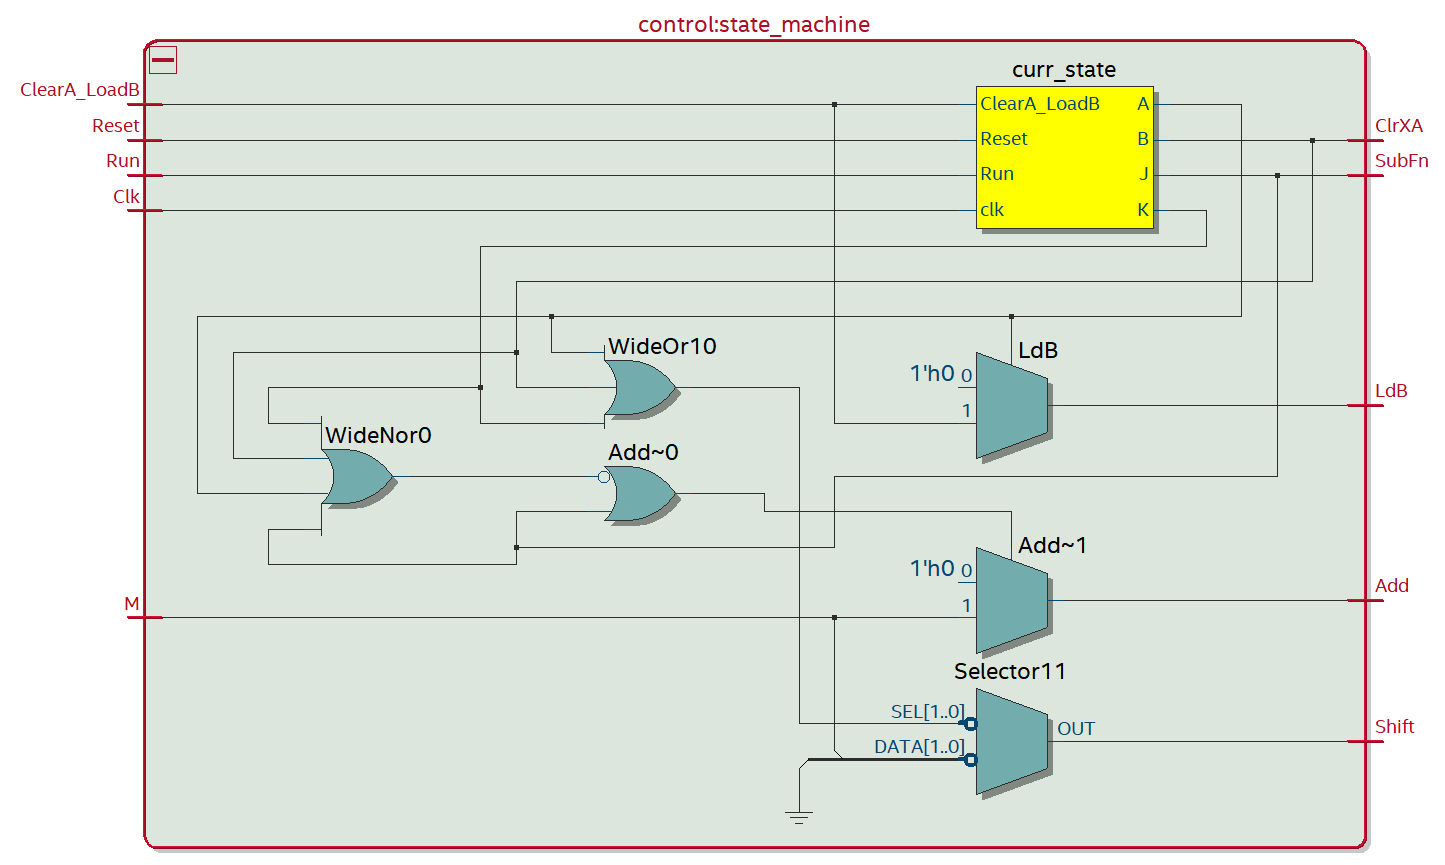 control:state_machine
curr_state
ClearA_LoadB
Reset
Run
Clk
ClearA_LoadB A
Reset B
Run J
clk K
ClrXA
SubFn
WideOr10
LdB
1'h0 0
1
LdB
WideNor0
Add~0
Add~1
1'h0 0
1
Add
M
Selector11
SEL[1..0]
DATA[1..0]
OUT
Shift